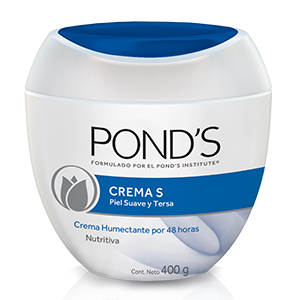 POND'S
FORMULADO POR EL POND'S INSTITUTE®
CREMA S
Piel Suave y Tersa
Crema Humectante por 48 horas
Nutritiva
Cont. Neto 400 g